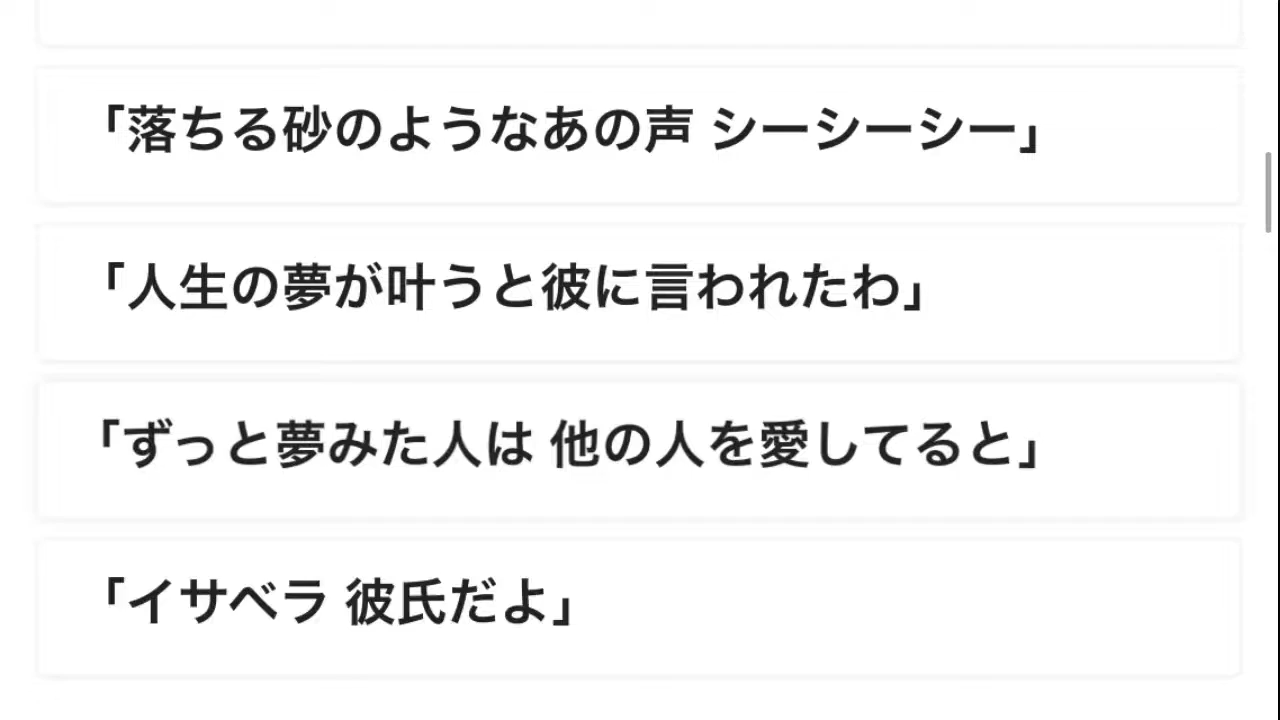 「落ちる砂のようなあの声 シーシーシー」
「人生の夢が叶うと彼に言われたわ」
「ずっと夢みた人は 他の人を愛してると」
「イサベラ 彼氏だよ」